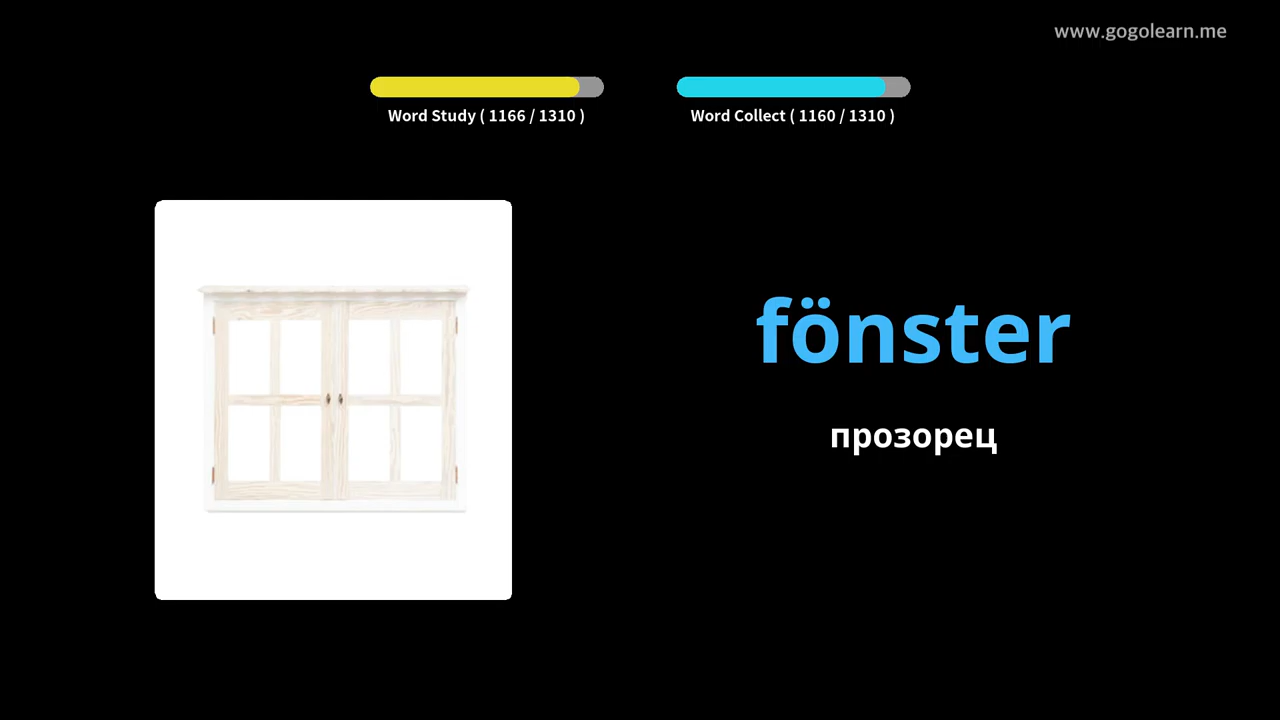 www.gogolearn.me
Word Study ( 1166 / 1310 )
Word Collect ( 1160 / 1310 )
fönster
прозорец